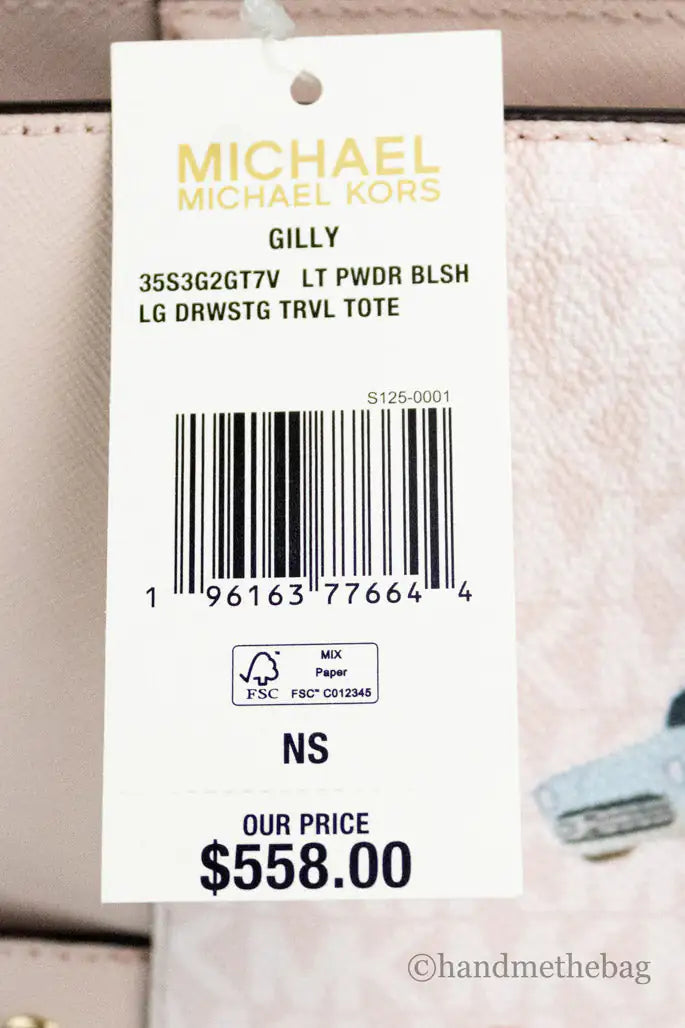 MICHAEL
MICHAEL KORS
GILLY
35S3G2GT7V LT PWDR BLSH
LG DRWSTG TRVL TOTE
S125-0001
1 96163 77664 4
MIX
Paper
FSC™ C012345
FSC™
NS
OUR PRICE
$558.00
©handmethebag